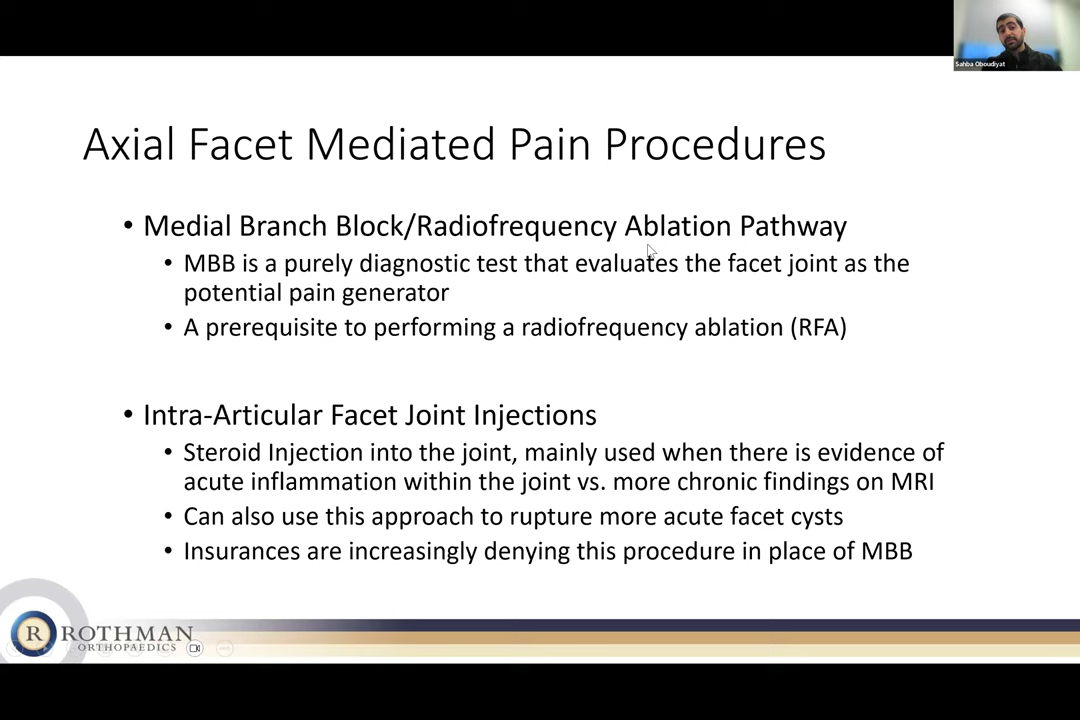 Sahba Oboudiyat
Axial Facet Mediated Pain Procedures
• Medial Branch Block/Radiofrequency Ablation Pathway
• MBB is a purely diagnostic test that evaluates the facet joint as the
potential pain generator
• A prerequisite to performing a radiofrequency ablation (RFA)
• Intra-Articular Facet Joint Injections
• Steroid Injection into the joint, mainly used when there is evidence of
acute inflammation within the joint vs. more chronic findings on MRI
• Can also use this approach to rupture more acute facet cysts
• Insurances are increasingly denying this procedure in place of MBB
R ROTHMAN
ORTHOPAEDICS